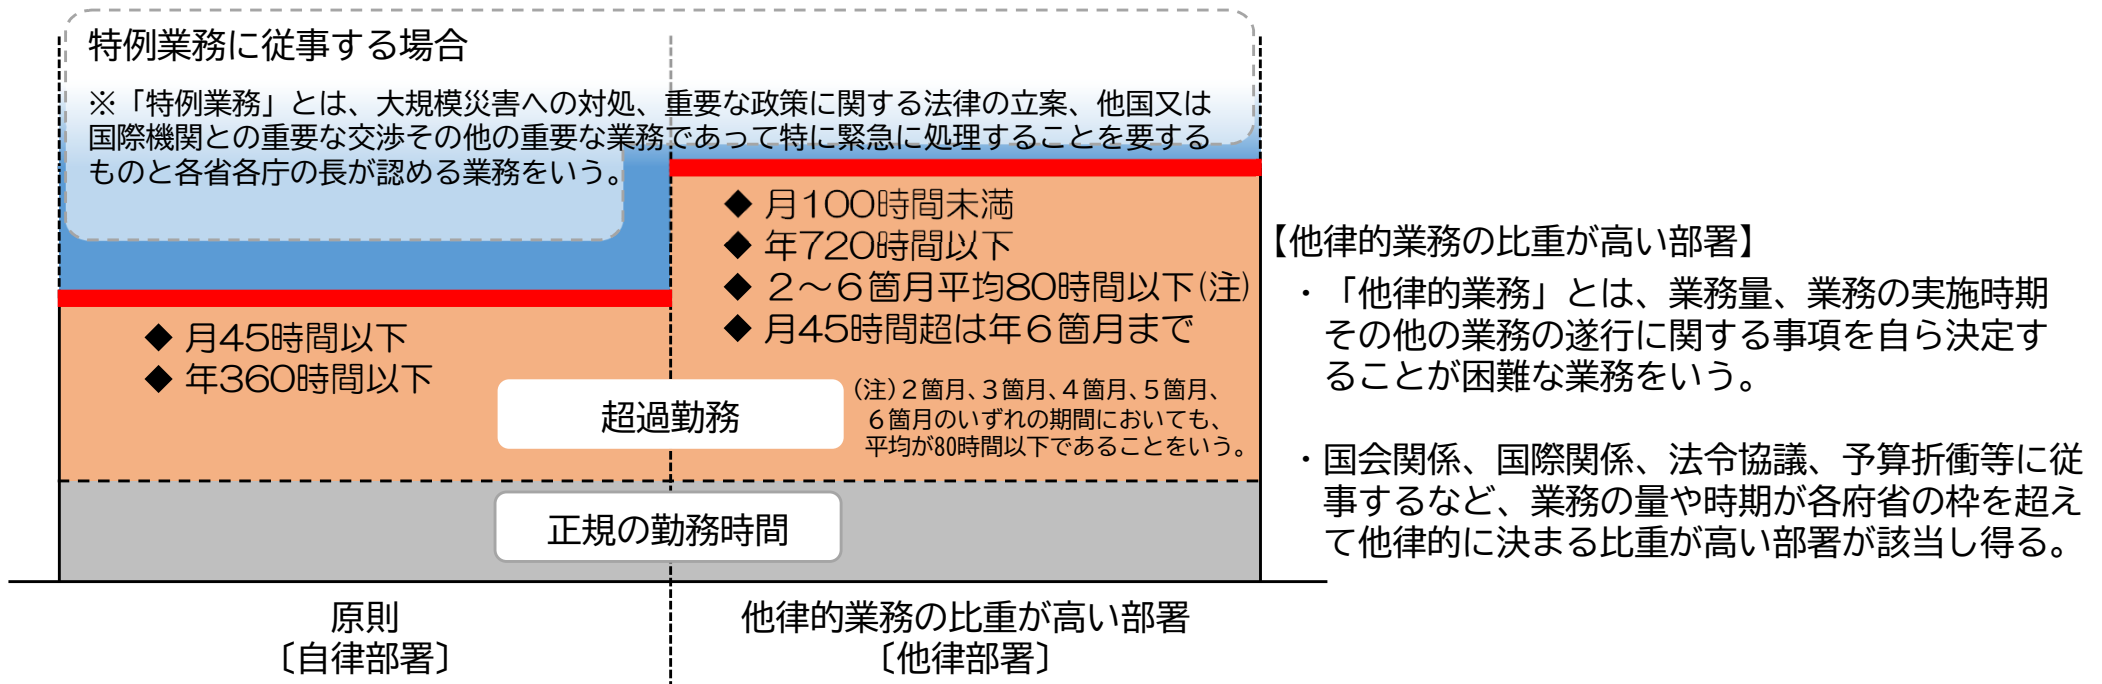 特例業務に従事する場合
※「特例業務」とは、大規模災害への対処、重要な政策に関する法律の立案、他国又は
国際機関との重要な交渉その他の重要な業務であって特に緊急に処理することを要する
ものと各省各庁の長が認める業務をいう。
◆ 月45時間以下
◆ 年360時間以下
◆ 月100時間未満
◆ 年720時間以下
◆ ２～６箇月平均80時間以下(注)
◆ 月45時間超は年６箇月まで
(注)２箇月、３箇月、４箇月、５箇月、
６箇月のいずれの期間においても、
平均が80時間以下であることをいう。
超過勤務
正規の勤務時間
原則
〔自律部署〕
他律的業務の比重が高い部署
〔他律部署〕
【他律的業務の比重が高い部署】
・「他律的業務」とは、業務量、業務の実施時期
その他の業務の遂行に関する事項を自ら決定す
ることが困難な業務をいう。
・国会関係、国際関係、法令協議、予算折衝等に従
事するなど、業務の量や時期が各府省の枠を超え
て他律的に決まる比重が高い部署が該当し得る。